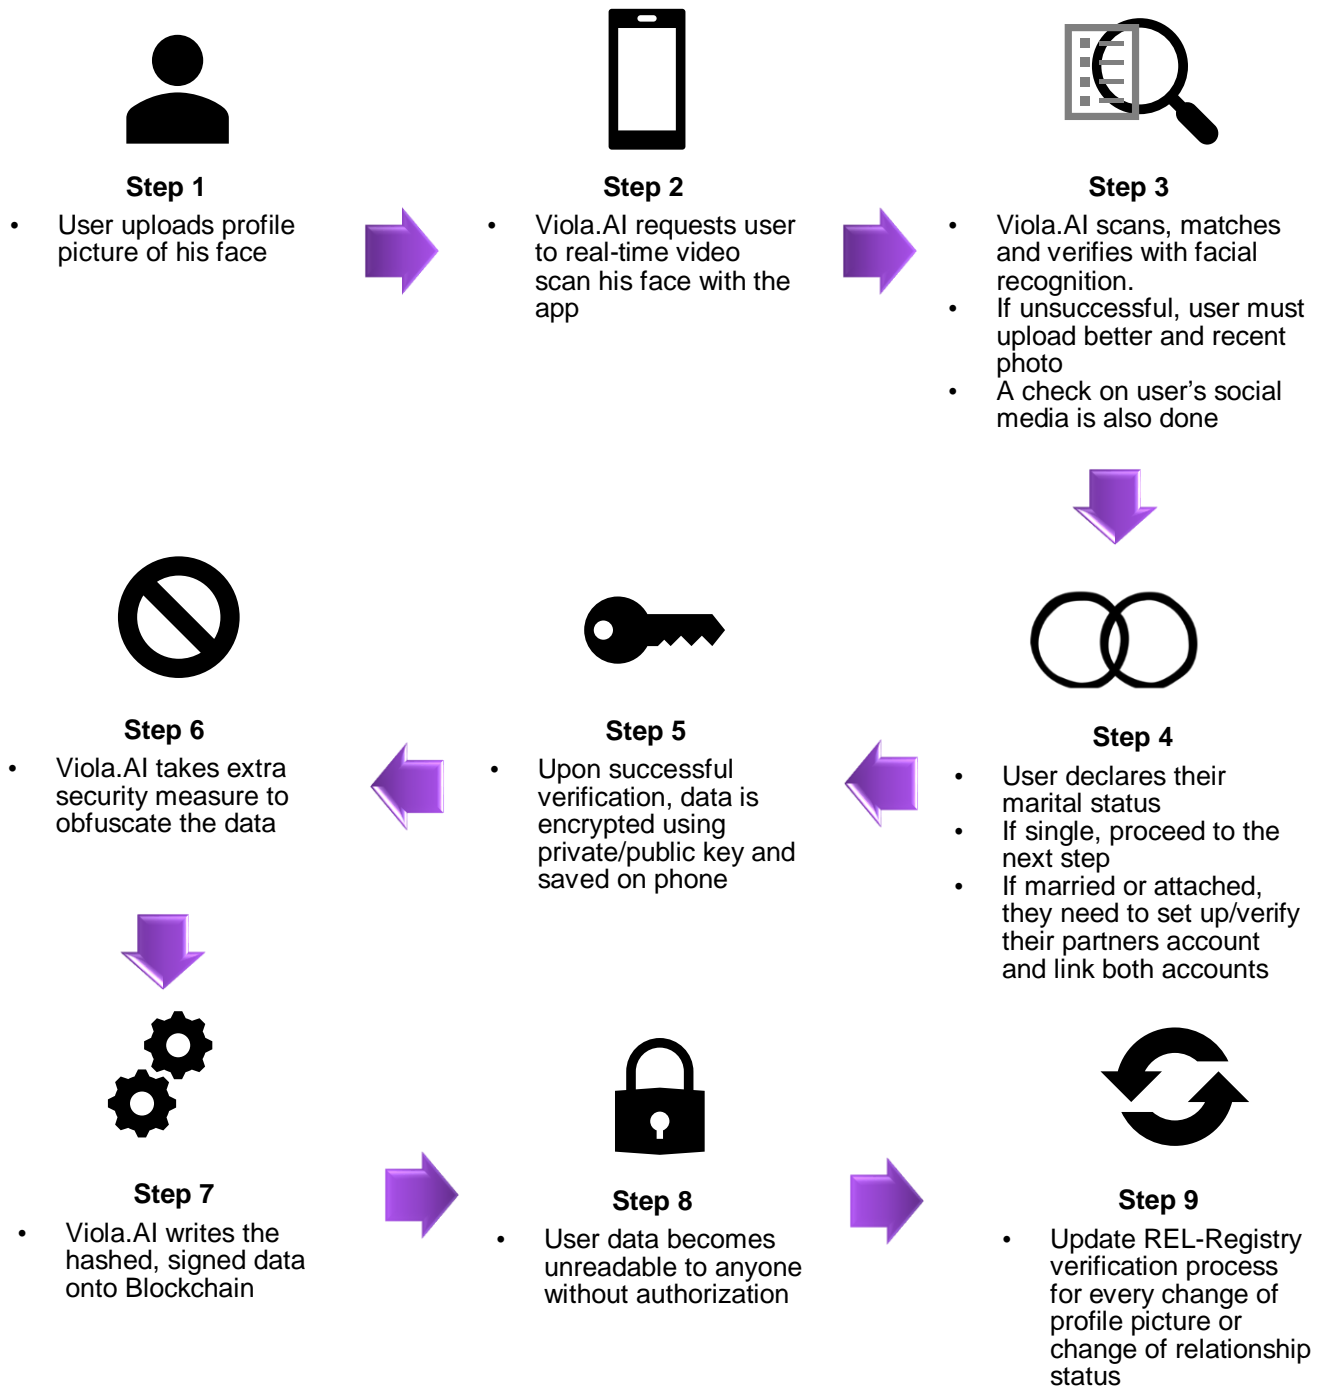 Step 1
• User uploads profile
picture of his face
Step 2
• Viola.AI requests user
to real-time video
scan his face with the
app
Step 3
• Viola.AI scans, matches
and verifies with facial
recognition.
• If unsuccessful, user must
upload better and recent
photo
• A check on user’s social
media is also done
Step 4
• User declares their
marital status
• If single, proceed to the
next step
• If married or attached,
they need to set up/verify
their partners account
and link both accounts
Step 5
• Upon successful
verification, data is
encrypted using
private/public key and
saved on phone
Step 6
• Viola.AI takes extra
security measure to
obfuscate the data
Step 7
• Viola.AI writes the
hashed, signed data
onto Blockchain
Step 8
• User data becomes
unreadable to anyone
without authorization
Step 9
• Update REL-Registry
verification process
for every change of
profile picture or
change of relationship
status